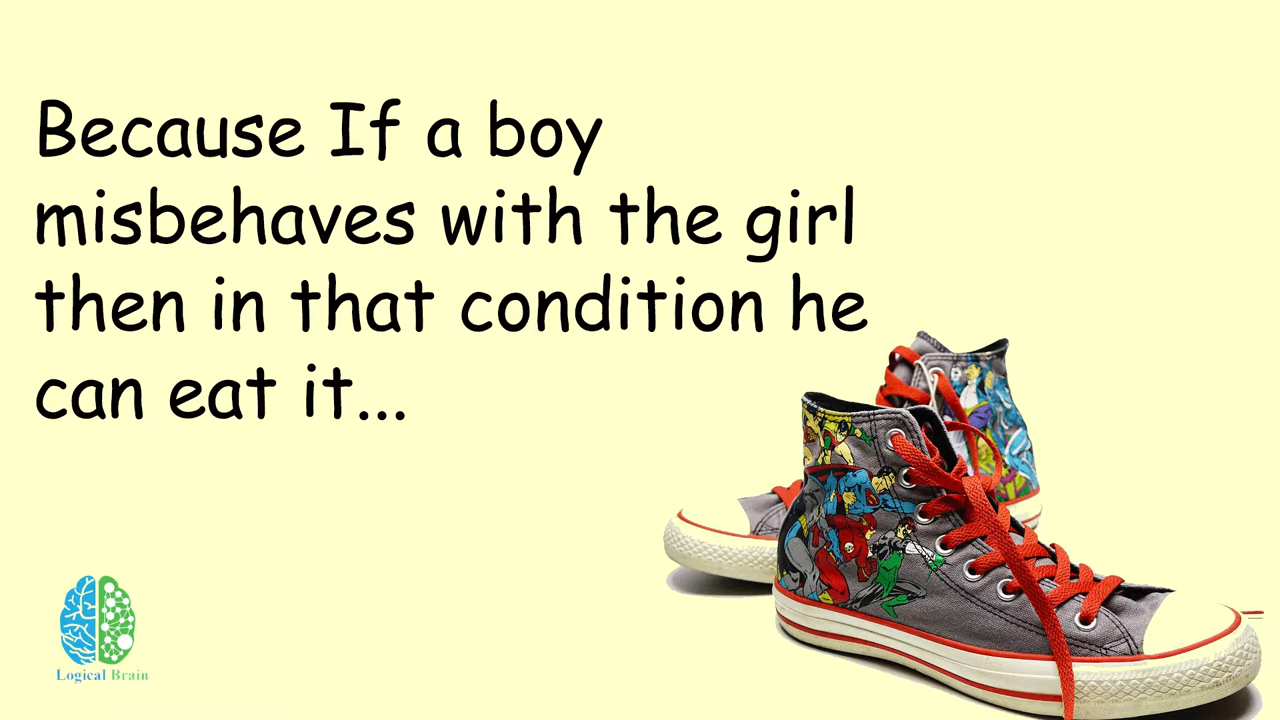 Because If a boy
misbehaves with the girl
then in that condition he
can eat it...
Logical Brain